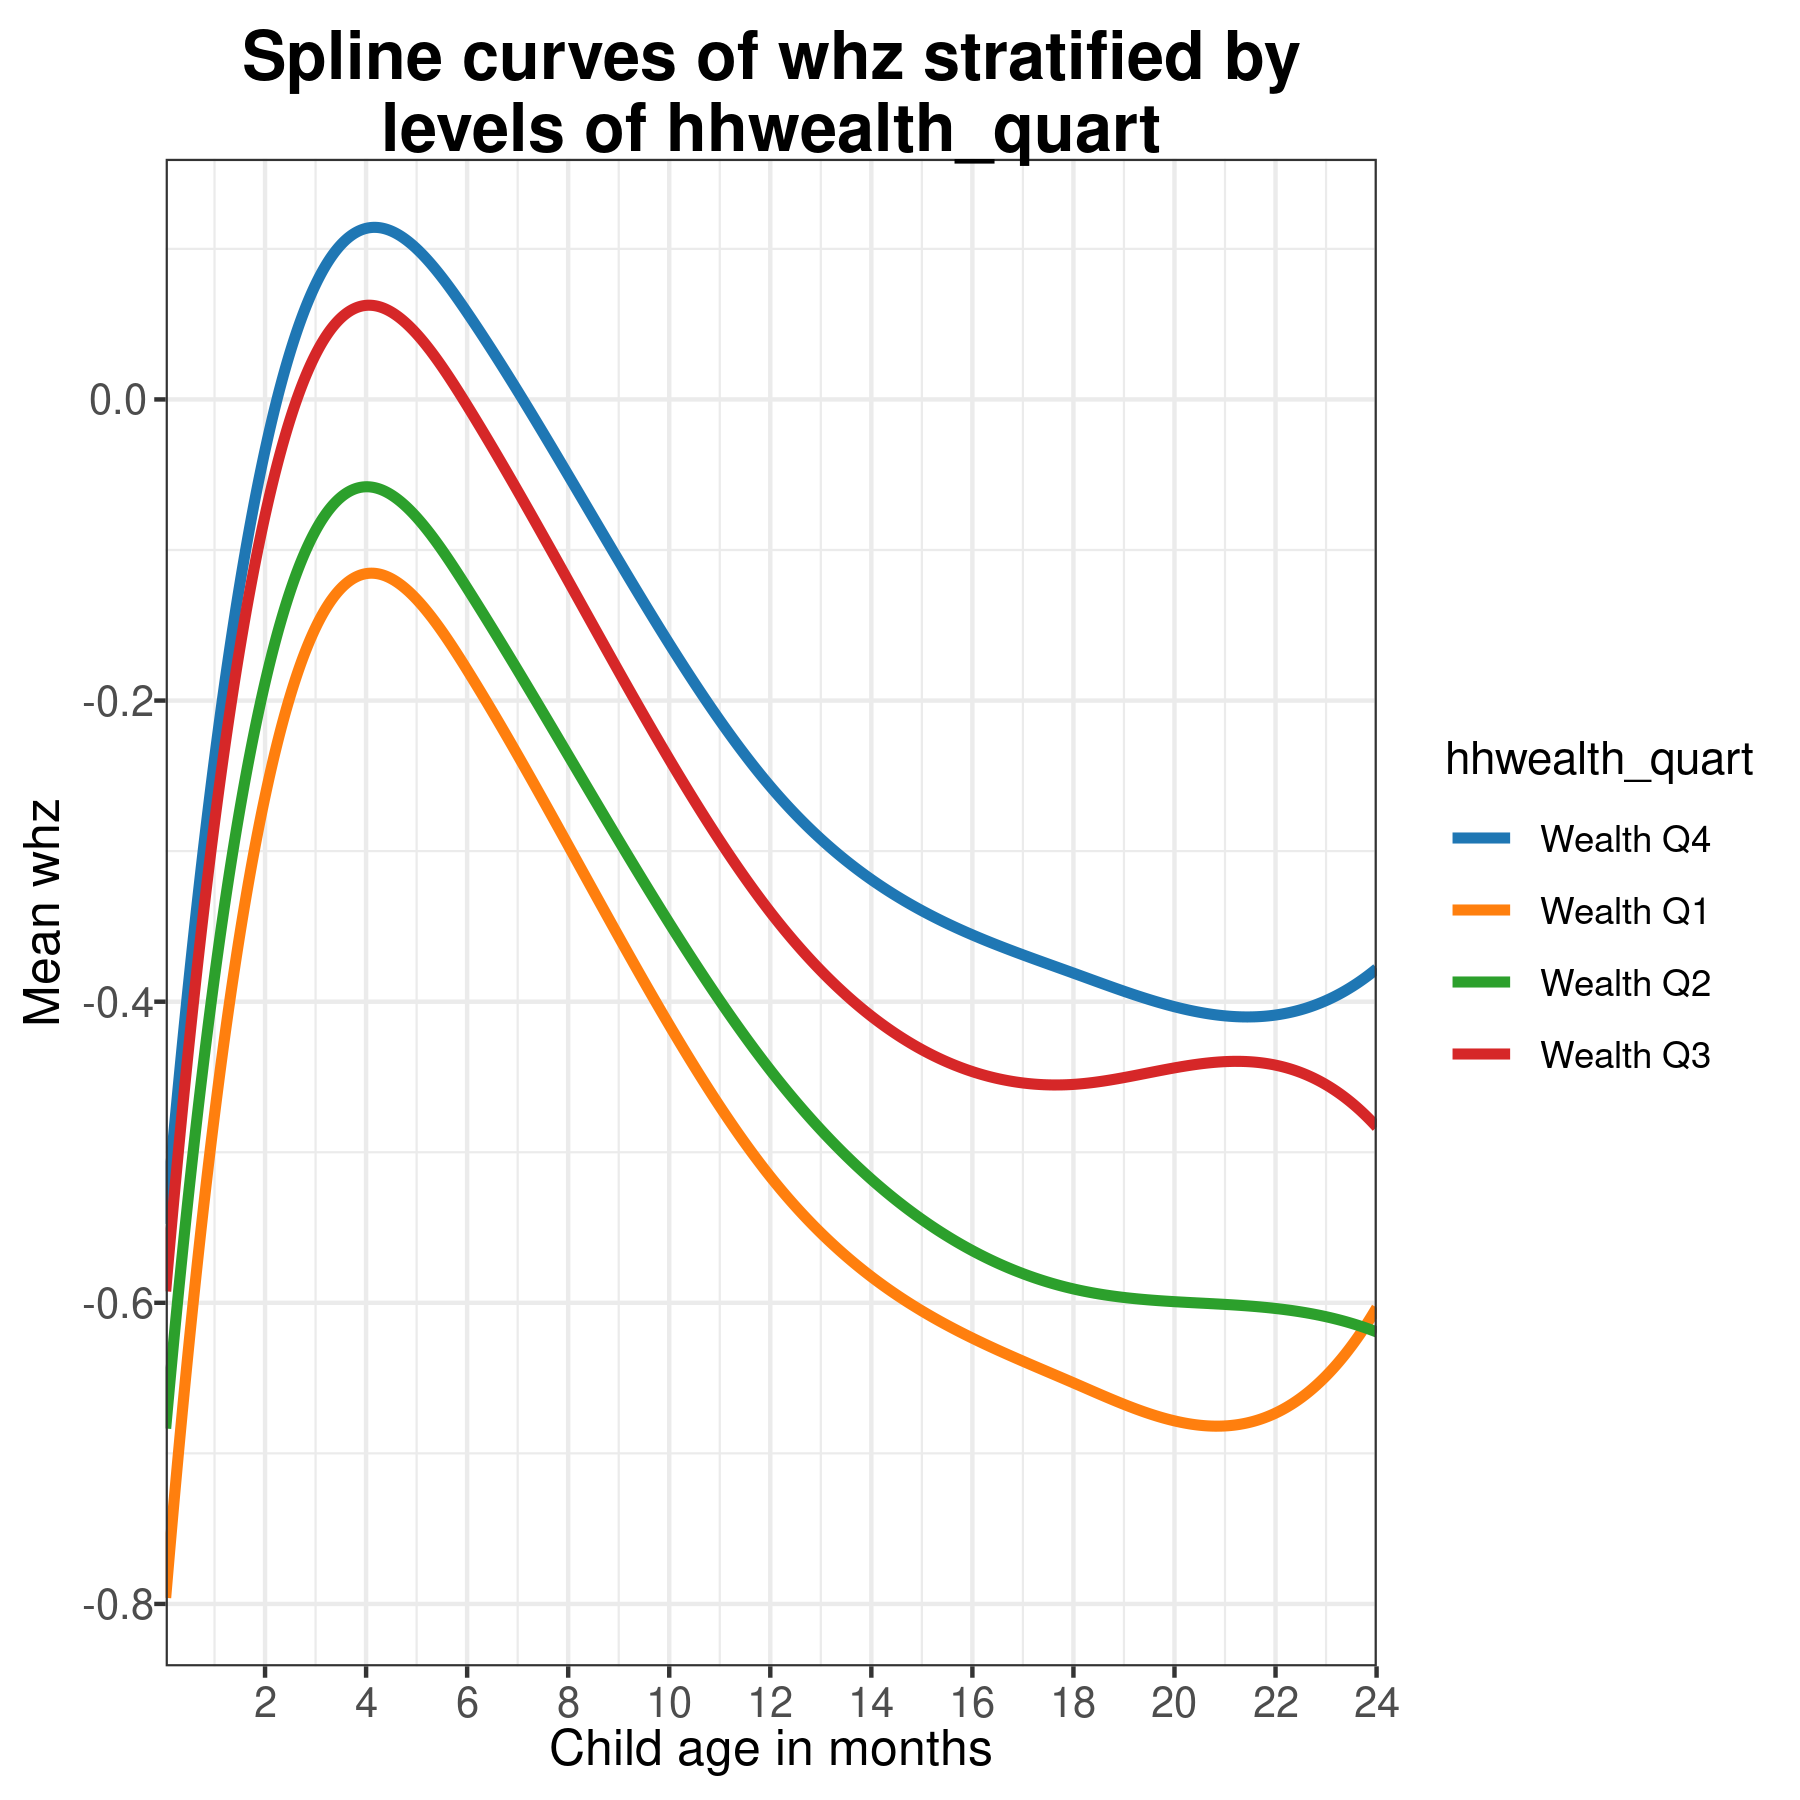 Spline curves of whz stratified by
levels of hhwealth_quart
Mean whz
0.0
-0.2
-0.4
-0.6
-0.8
2 4 6 8 10 12 14 16 18 20 22 24
Child age in months
hhwealth_quart
Wealth Q4
Wealth Q1
Wealth Q2
Wealth Q3